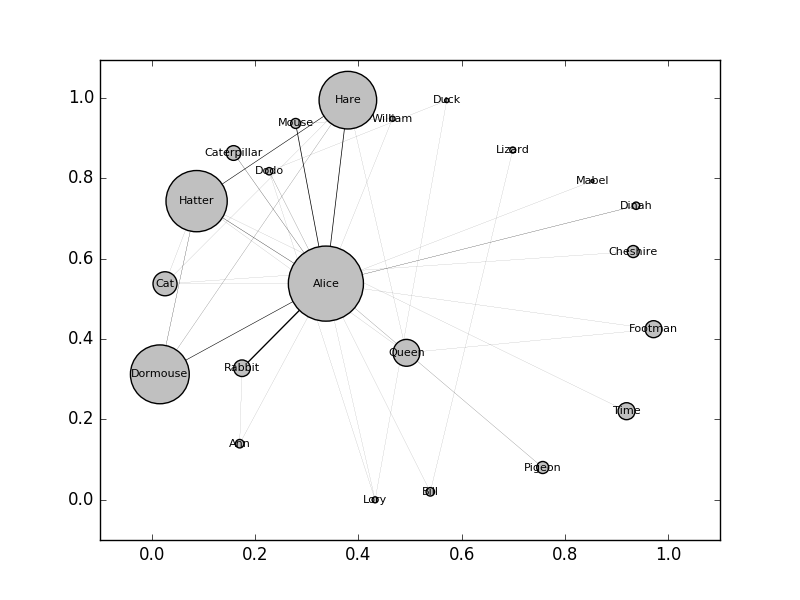 1.0
0.8
0.6
0.4
0.2
0.0
Hare
Duck
William
Mouse
Caterpillar
Lizard
Dodo
Mabel
Hatter
Dinah
Cheshire
Cat
Alice
Footman
Queen
Rabbit
Dormouse
Time
Ann
Pigeon
Bill
Lory
0.0 0.2 0.4 0.6 0.8 1.0